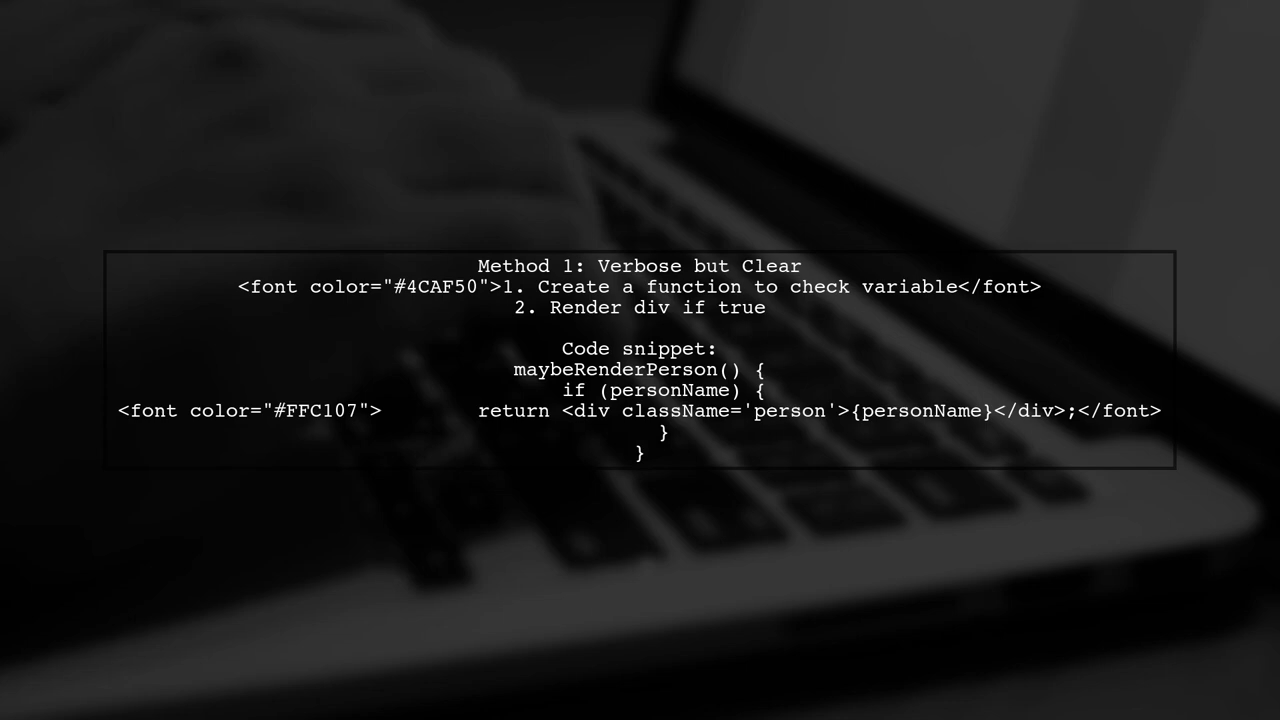 Method 1: Verbose but Clear
<font color="#4CAF50">1. Create a function to check variable</font>
2. Render div if true
Code snippet:
maybeRenderPerson() {
if (personName) {
<font color="#FFC107">        return <div className='person'>{personName}</div>;</font>
}
}